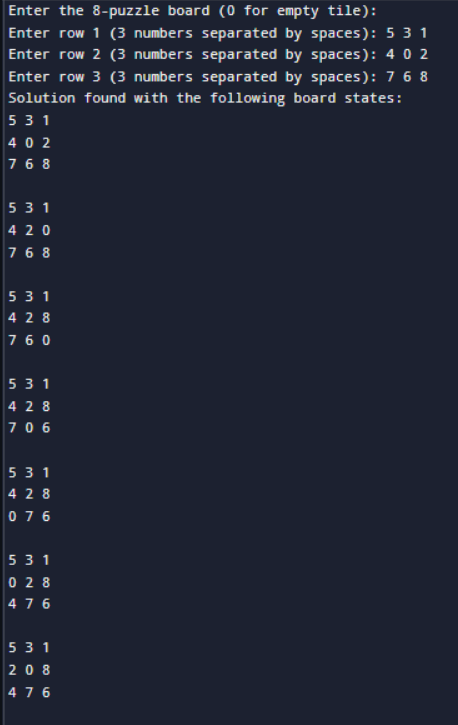 Enter the 8-puzzle board (0 for empty tile):
Enter row 1 (3 numbers separated by spaces): 5 3 1
Enter row 2 (3 numbers separated by spaces): 4 0 2
Enter row 3 (3 numbers separated by spaces): 7 6 8
Solution found with the following board states:
5 3 1
4 0 2
7 6 8

5 3 1
4 2 0
7 6 8

5 3 1
4 2 8
7 6 0

5 3 1
4 2 8
7 0 6

5 3 1
4 2 8
0 7 6

5 3 1
0 2 8
4 7 6

5 3 1
2 0 8
4 7 6